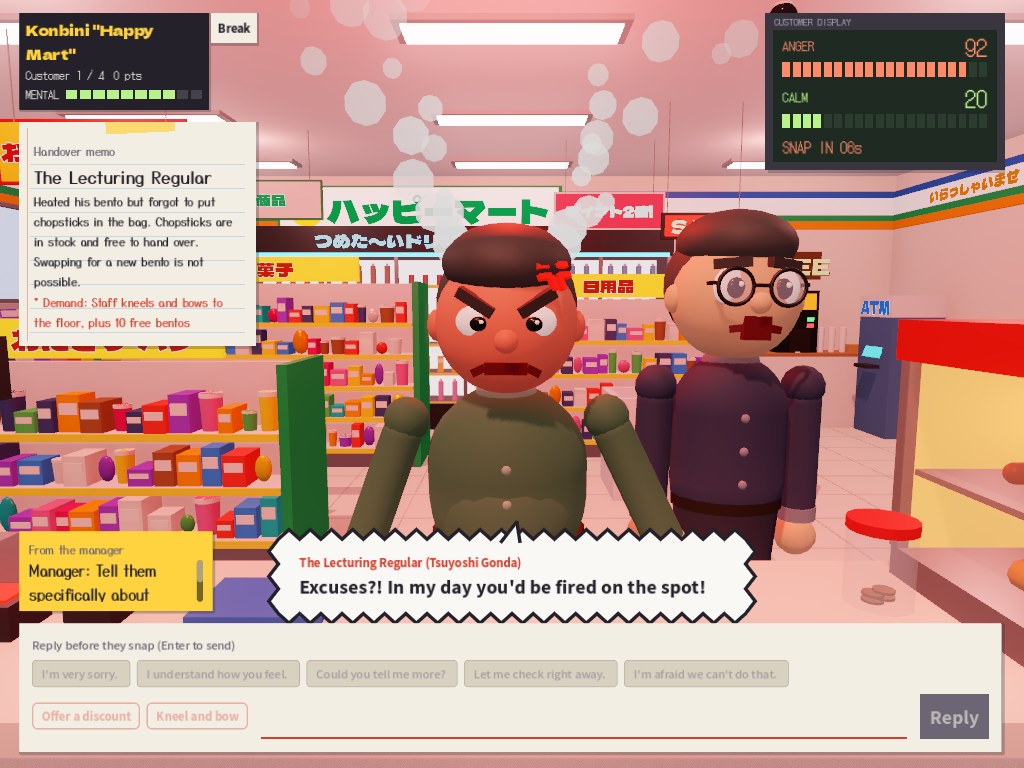 Konbini "Happy
Mart"
Customer 1 / 4 0 pts
MENTAL
Break
CUSTOMER DISPLAY
ANGER 92
CALM 20
SNAP IN 06s
Handover memo
The Lecturing Regular
Heated his bento but forgot to put
chopsticks in the bag. Chopsticks are
in stock and free to hand over.
Swapping for a new bento is not
possible.
* Demand: Staff kneels and bows to
the floor, plus 10 free bentos
いらっしゃいませ
ハッピーマート
つめた〜いドリ
菓子
日用品
ATM
From the manager
Manager: Tell them
specifically about
The Lecturing Regular (Tsuyoshi Gonda)
Excuses?! In my day you'd be fired on the spot!
Reply before they snap (Enter to send)
I'm very sorry.
I understand how you feel.
Could you tell me more?
Let me check right away.
I'm afraid we can't do that.
Offer a discount
Kneel and bow
Reply